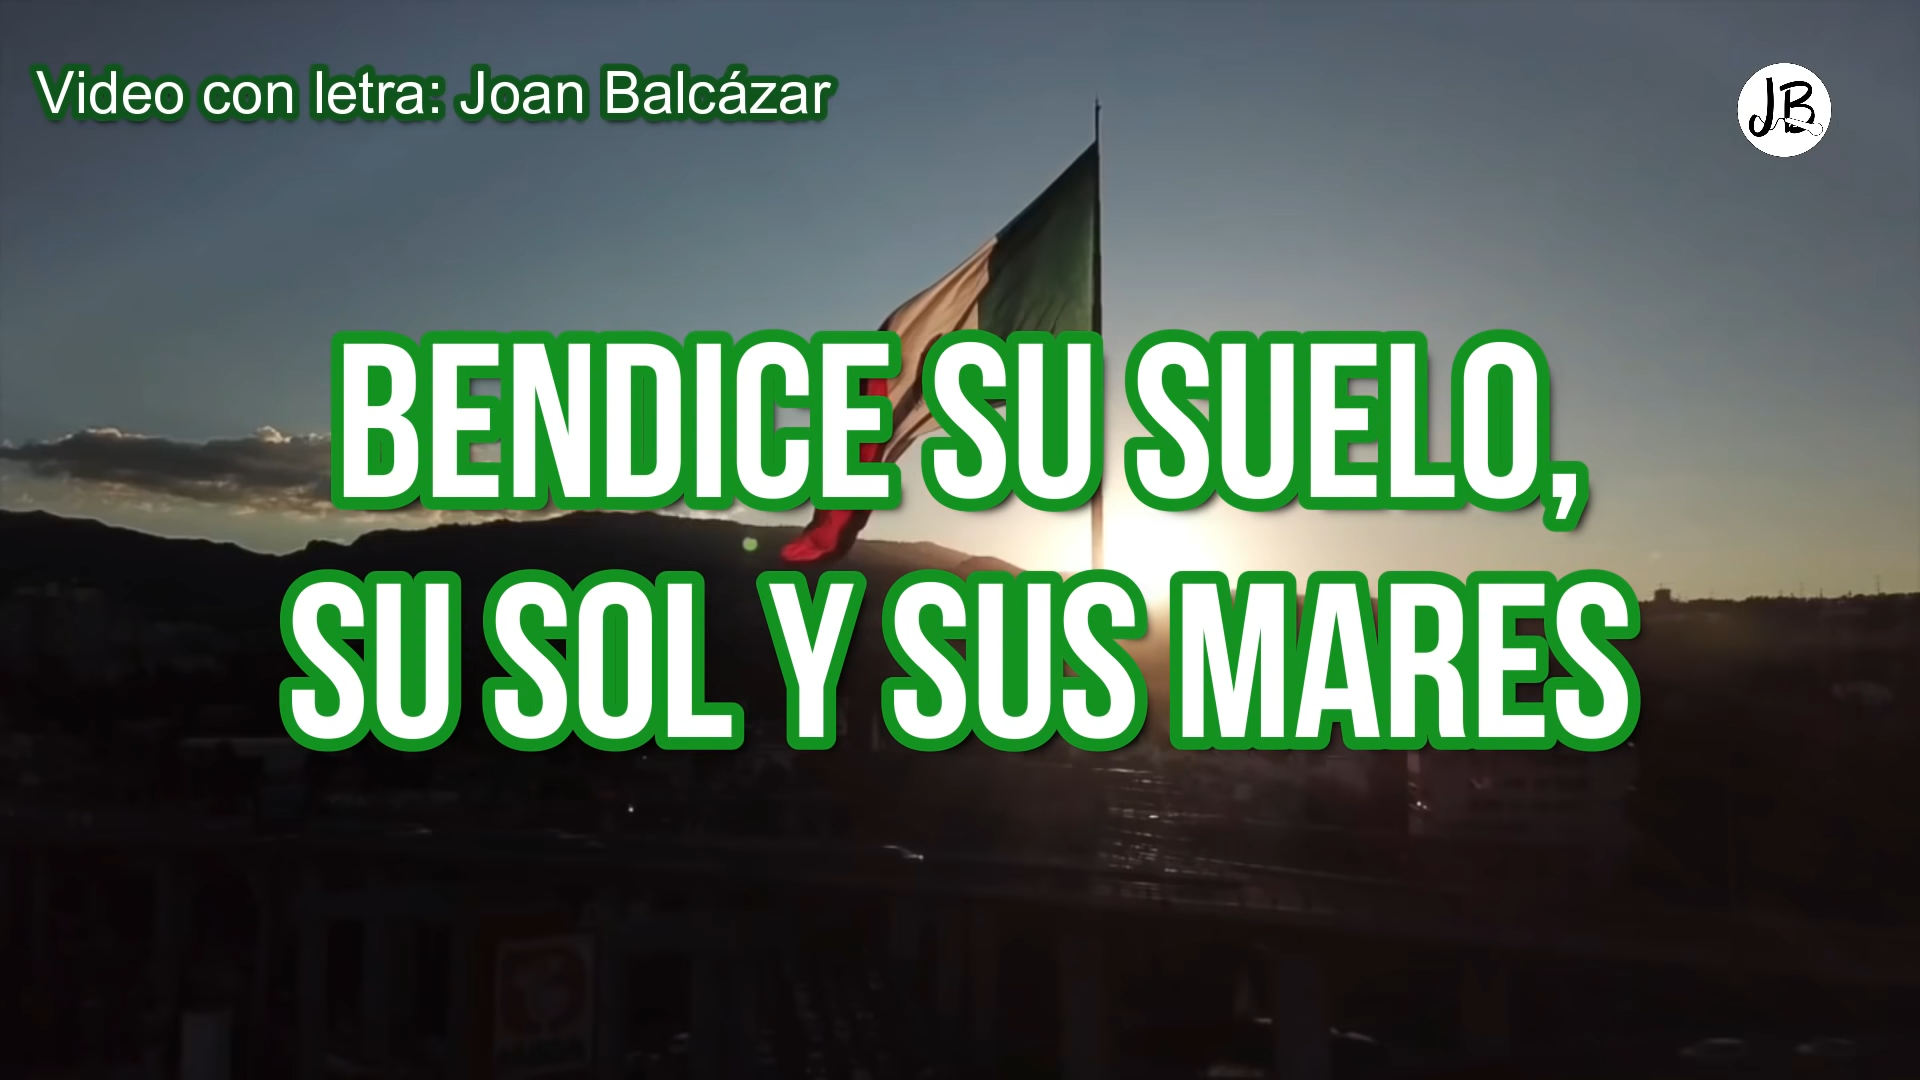 Video con letra: Joan Balcázar
JB
BENDICE SU SUELO,
SU SOL Y SUS MARES